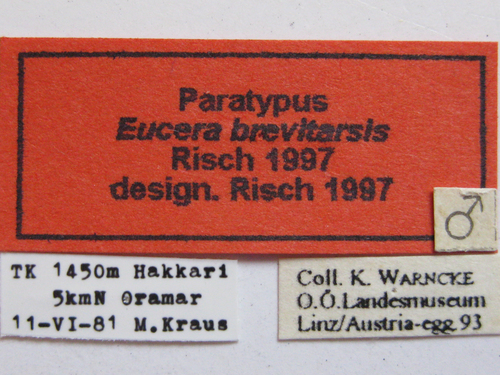 Paratypus
Eucera brevitarsis
Risch 1997
design. Risch 1997
♂
TK 1450m Hakkari
5kmN Oramar
11-VI-81 M.Kraus
Coll. K. WARNCKE
O.Ö.Landesmuseum
Linz/Austria-egg.93